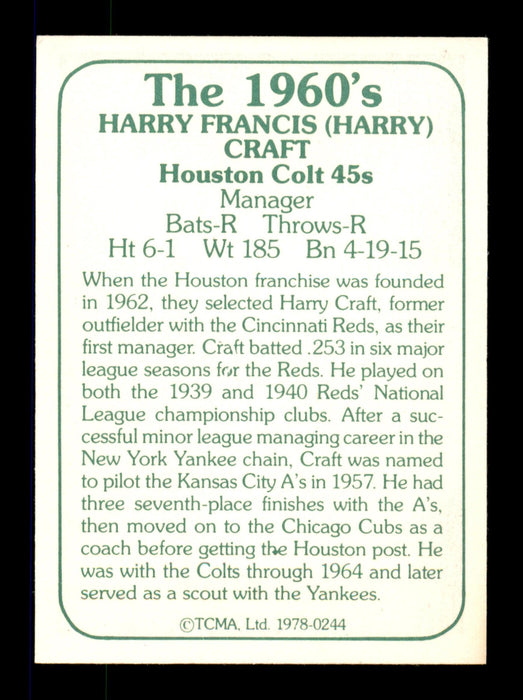 The 1960's
HARRY FRANCIS (HARRY)
CRAFT
Houston Colt 45s
Manager
Bats-R Throws-R
Ht 6-1 Wt 185 Bn 4-19-15
When the Houston franchise was founded
in 1962, they selected Harry Craft, former
outfielder with the Cincinnati Reds, as their
first manager. Craft batted .253 in six major
league seasons for the Reds. He played on
both the 1939 and 1940 Reds' National
League championship clubs. After a suc-
cessful minor league managing career in the
New York Yankee chain, Craft was named
to pilot the Kansas City A's in 1957. He had
three seventh-place finishes with the A's,
then moved on to the Chicago Cubs as a
coach before getting the Houston post. He
was with the Colts through 1964 and later
served as a scout with the Yankees.
©TCMA, Ltd. 1978-0244